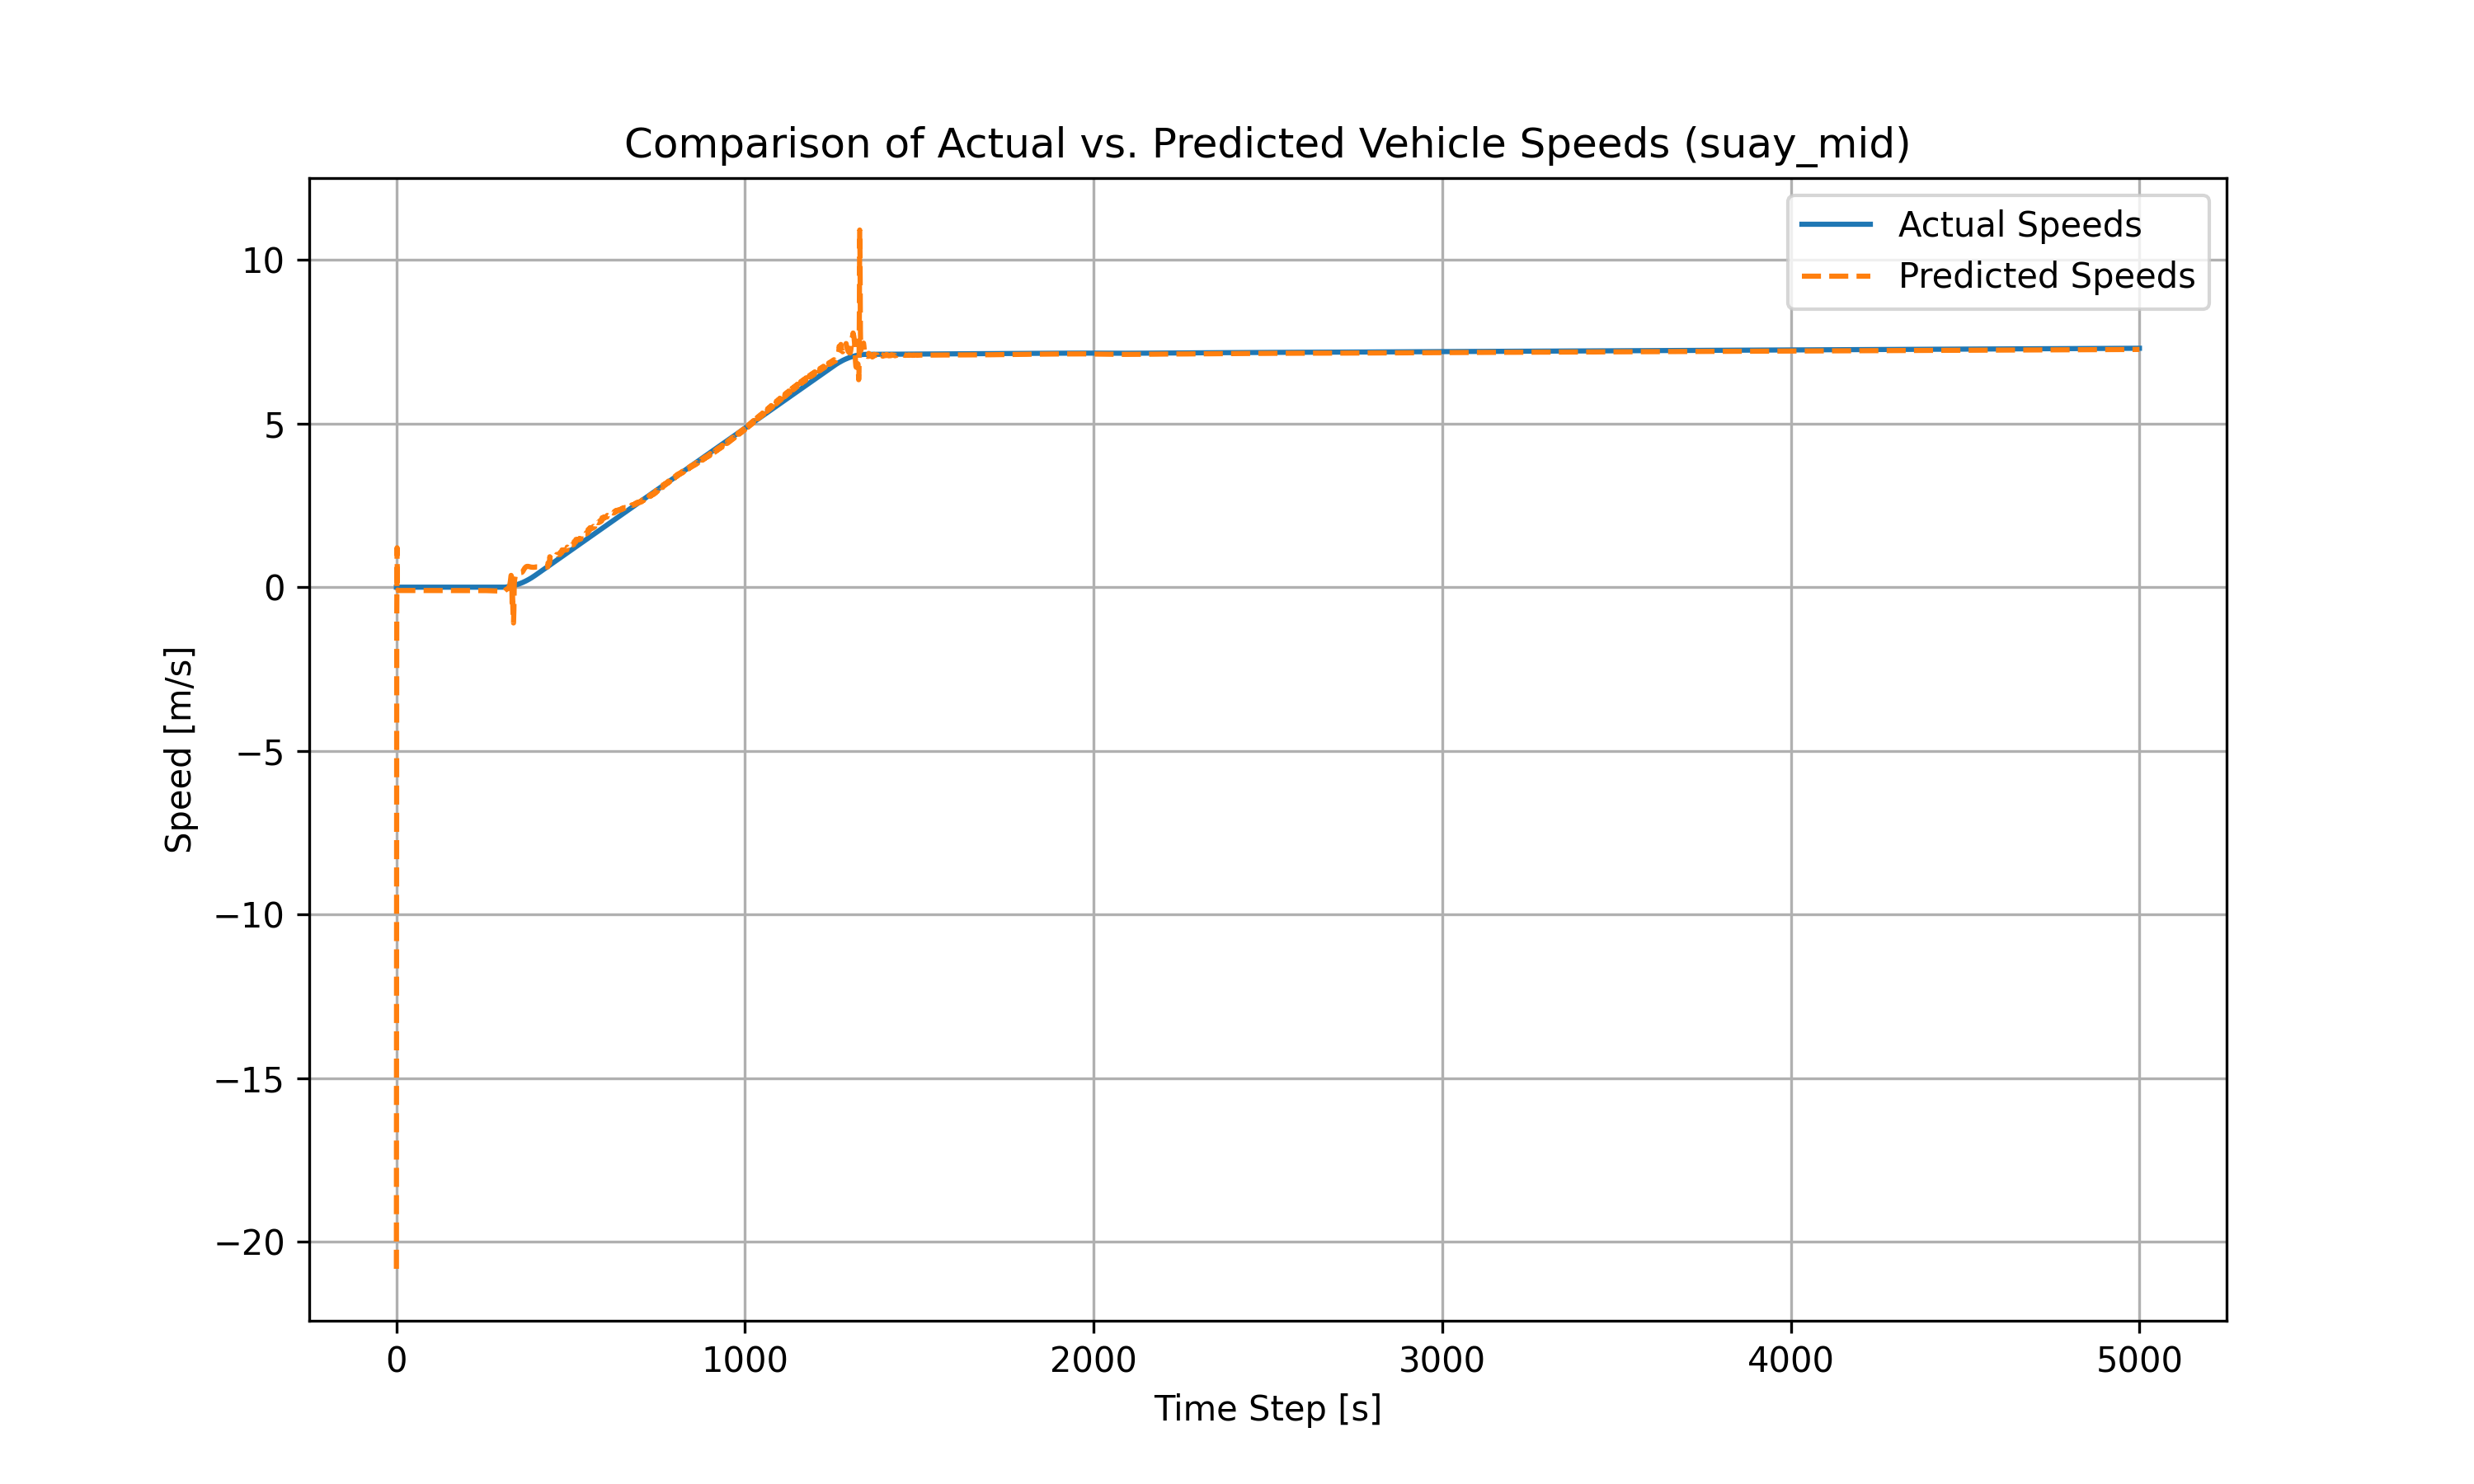 Comparison of Actual vs. Predicted Vehicle Speeds (suay_mid)
Actual Speeds
Predicted Speeds
Speed [m/s]
10
5
0
−5
−10
−15
−20
0 1000 2000 3000 4000 5000
Time Step [s]